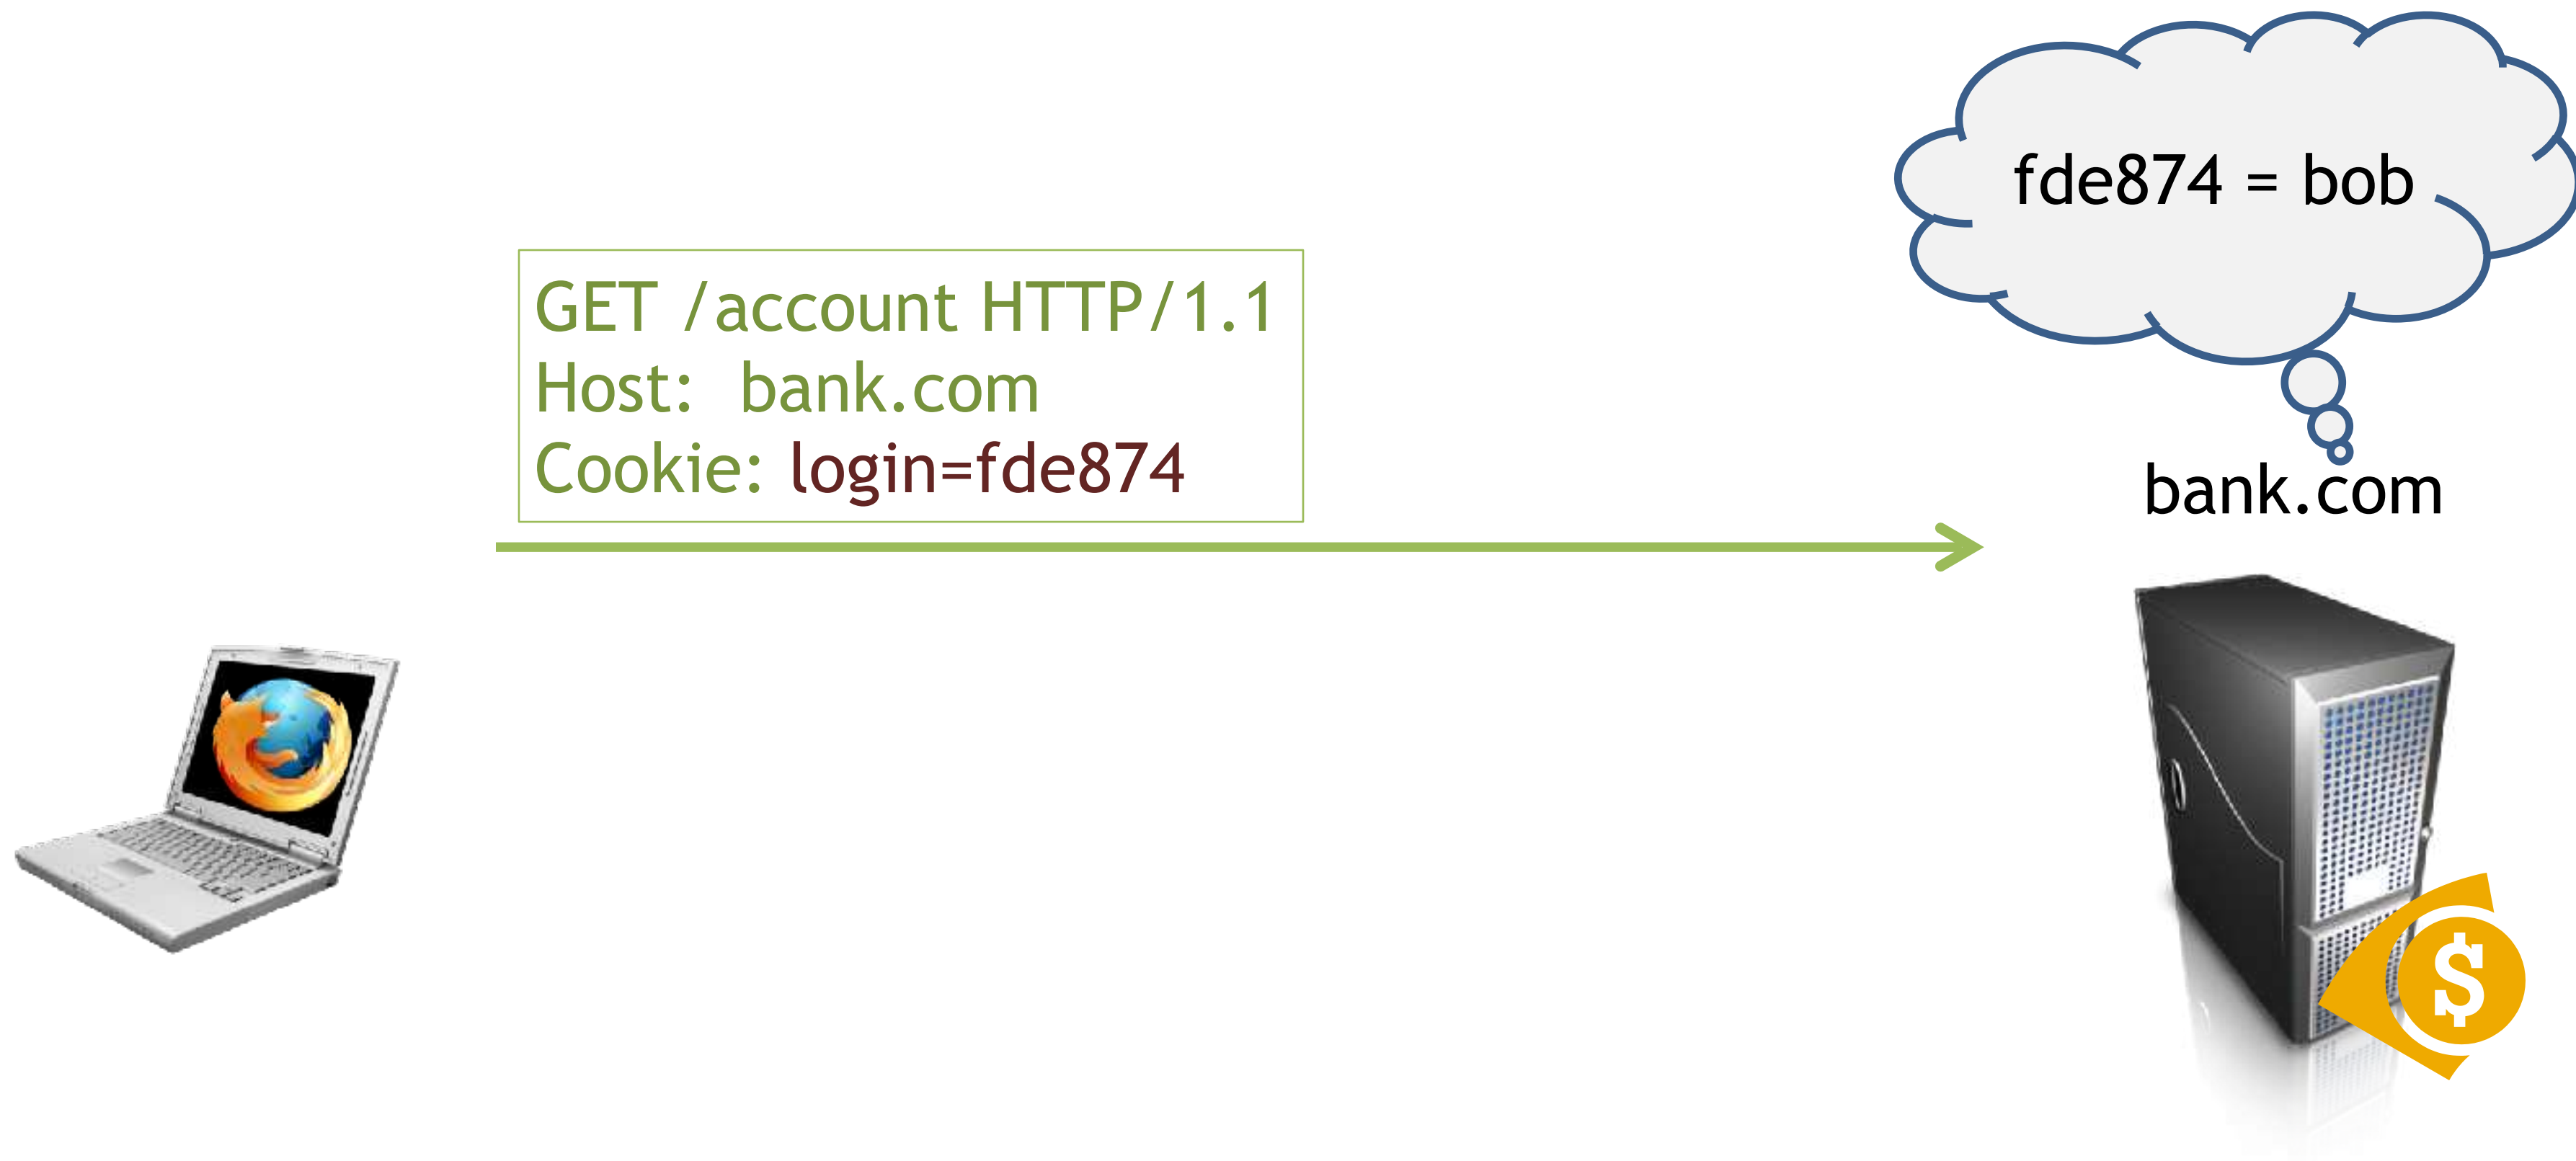 fde874 = bob
GET /account HTTP/1.1
Host:  bank.com
Cookie: login=fde874
bank.com
$